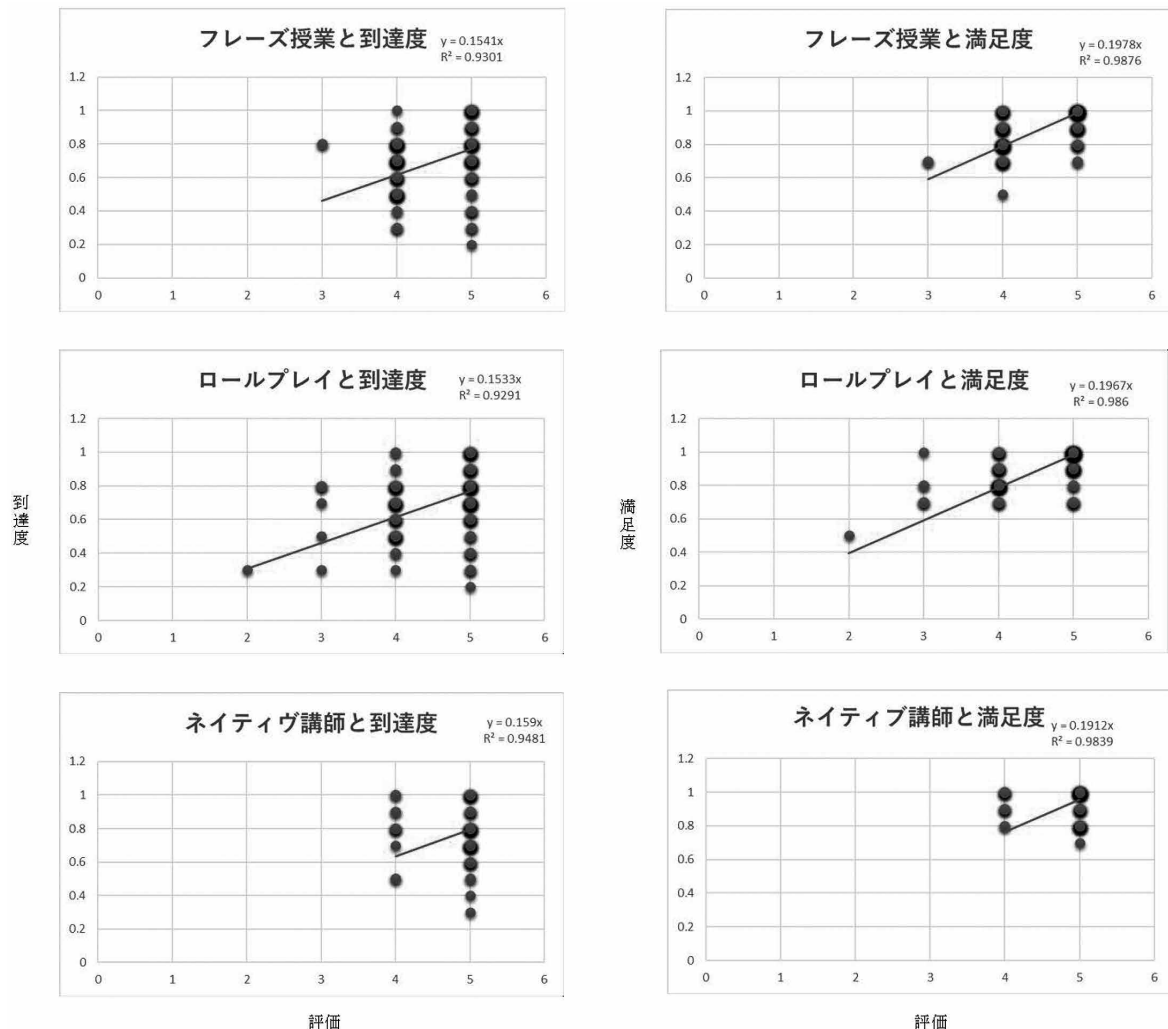 フレーズ授業と到達度
y = 0.1541x
R² = 0.9301
1.2
1
0.8
0.6
0.4
0.2
0
0 1 2 3 4 5 6
フレーズ授業と満足度
y = 0.1978x
R² = 0.9876
1.2
1
0.8
0.6
0.4
0.2
0
0 1 2 3 4 5 6
到達度
ロールプレイと到達度
y = 0.1533x
R² = 0.9291
1.2
1
0.8
0.6
0.4
0.2
0
0 1 2 3 4 5 6
満足度
ロールプレイと満足度
y = 0.1967x
R² = 0.986
1.2
1
0.8
0.6
0.4
0.2
0
0 1 2 3 4 5 6
ネイティヴ講師と到達度
y = 0.159x
R² = 0.9481
1.2
1
0.8
0.6
0.4
0.2
0
0 1 2 3 4 5 6
評価
ネイティブ講師と満足度
y = 0.1912x
R² = 0.9839
1.2
1
0.8
0.6
0.4
0.2
0
0 1 2 3 4 5 6
評価